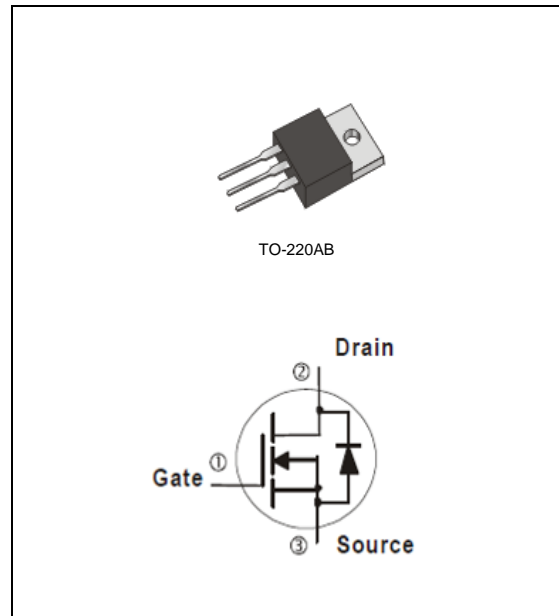 TO-220AB
Drain
②
Gate ①
③ Source